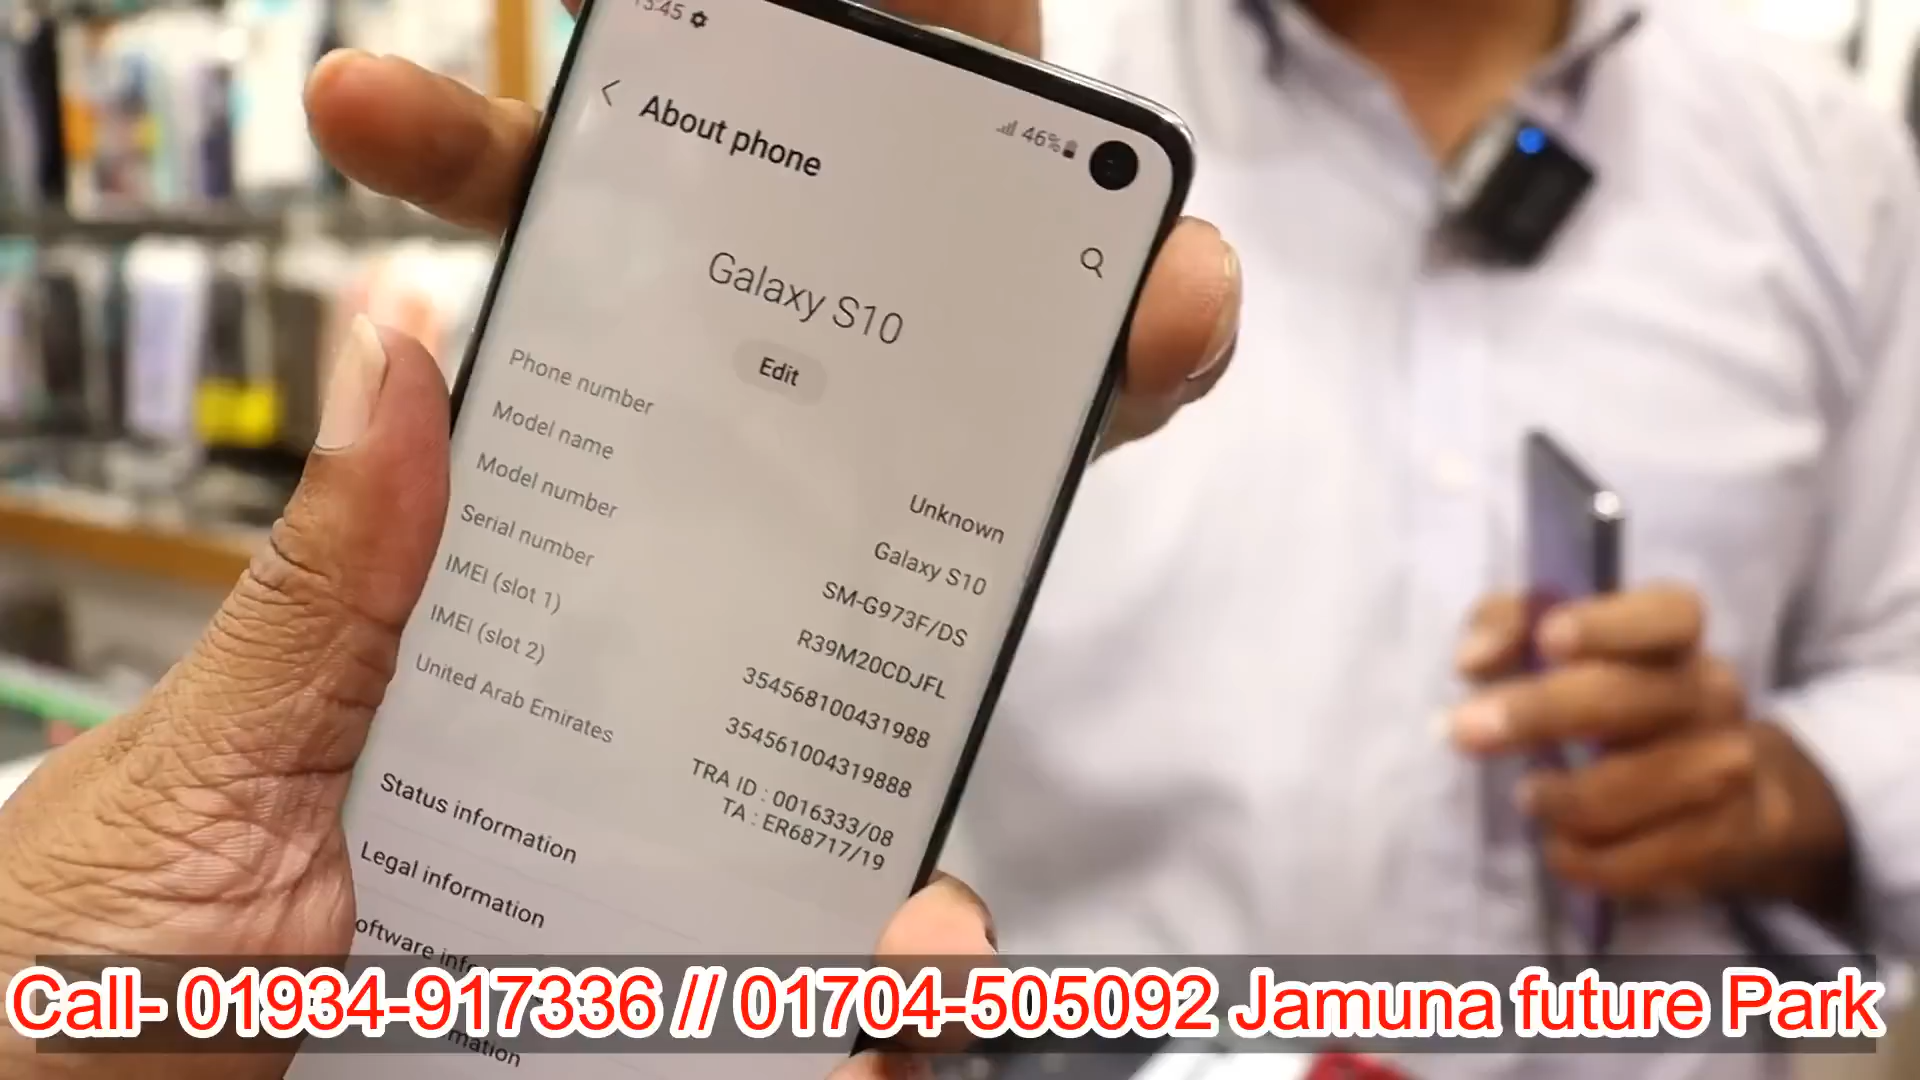 13:45
46%
About phone
Galaxy S10
Edit
Phone number Unknown
Model name Galaxy S10
Model number SM-G973F/DS
Serial number R39M20CDJFL
IMEI (slot 1) 354568100431988
IMEI (slot 2) 354561004319888
United Arab Emirates TRA ID : 0016333/08
TA : ER68717/19
Status information
Legal information
Call- 01934-917336 // 01704-505092 Jamuna future Park